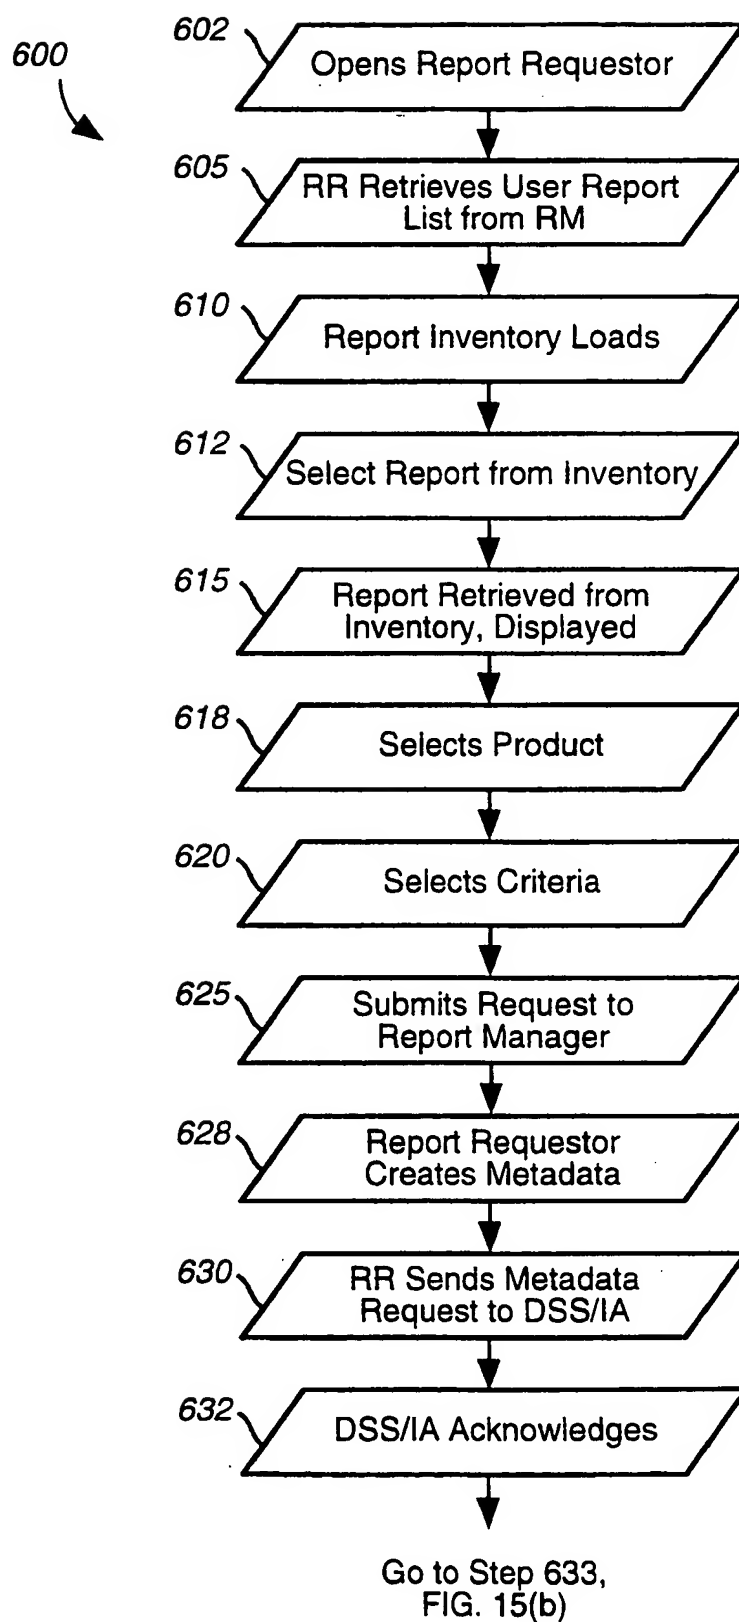 600
602
Opens Report Requestor
605
RR Retrieves User Report
List from RM
610
Report Inventory Loads
612
Select Report from Inventory
615
Report Retrieved from
Inventory, Displayed
618
Selects Product
620
Selects Criteria
625
Submits Request to
Report Manager
628
Report Requestor
Creates Metadata
630
RR Sends Metadata
Request to DSS/IA
632
DSS/IA Acknowledges
Go to Step 633,
FIG. 15(b)